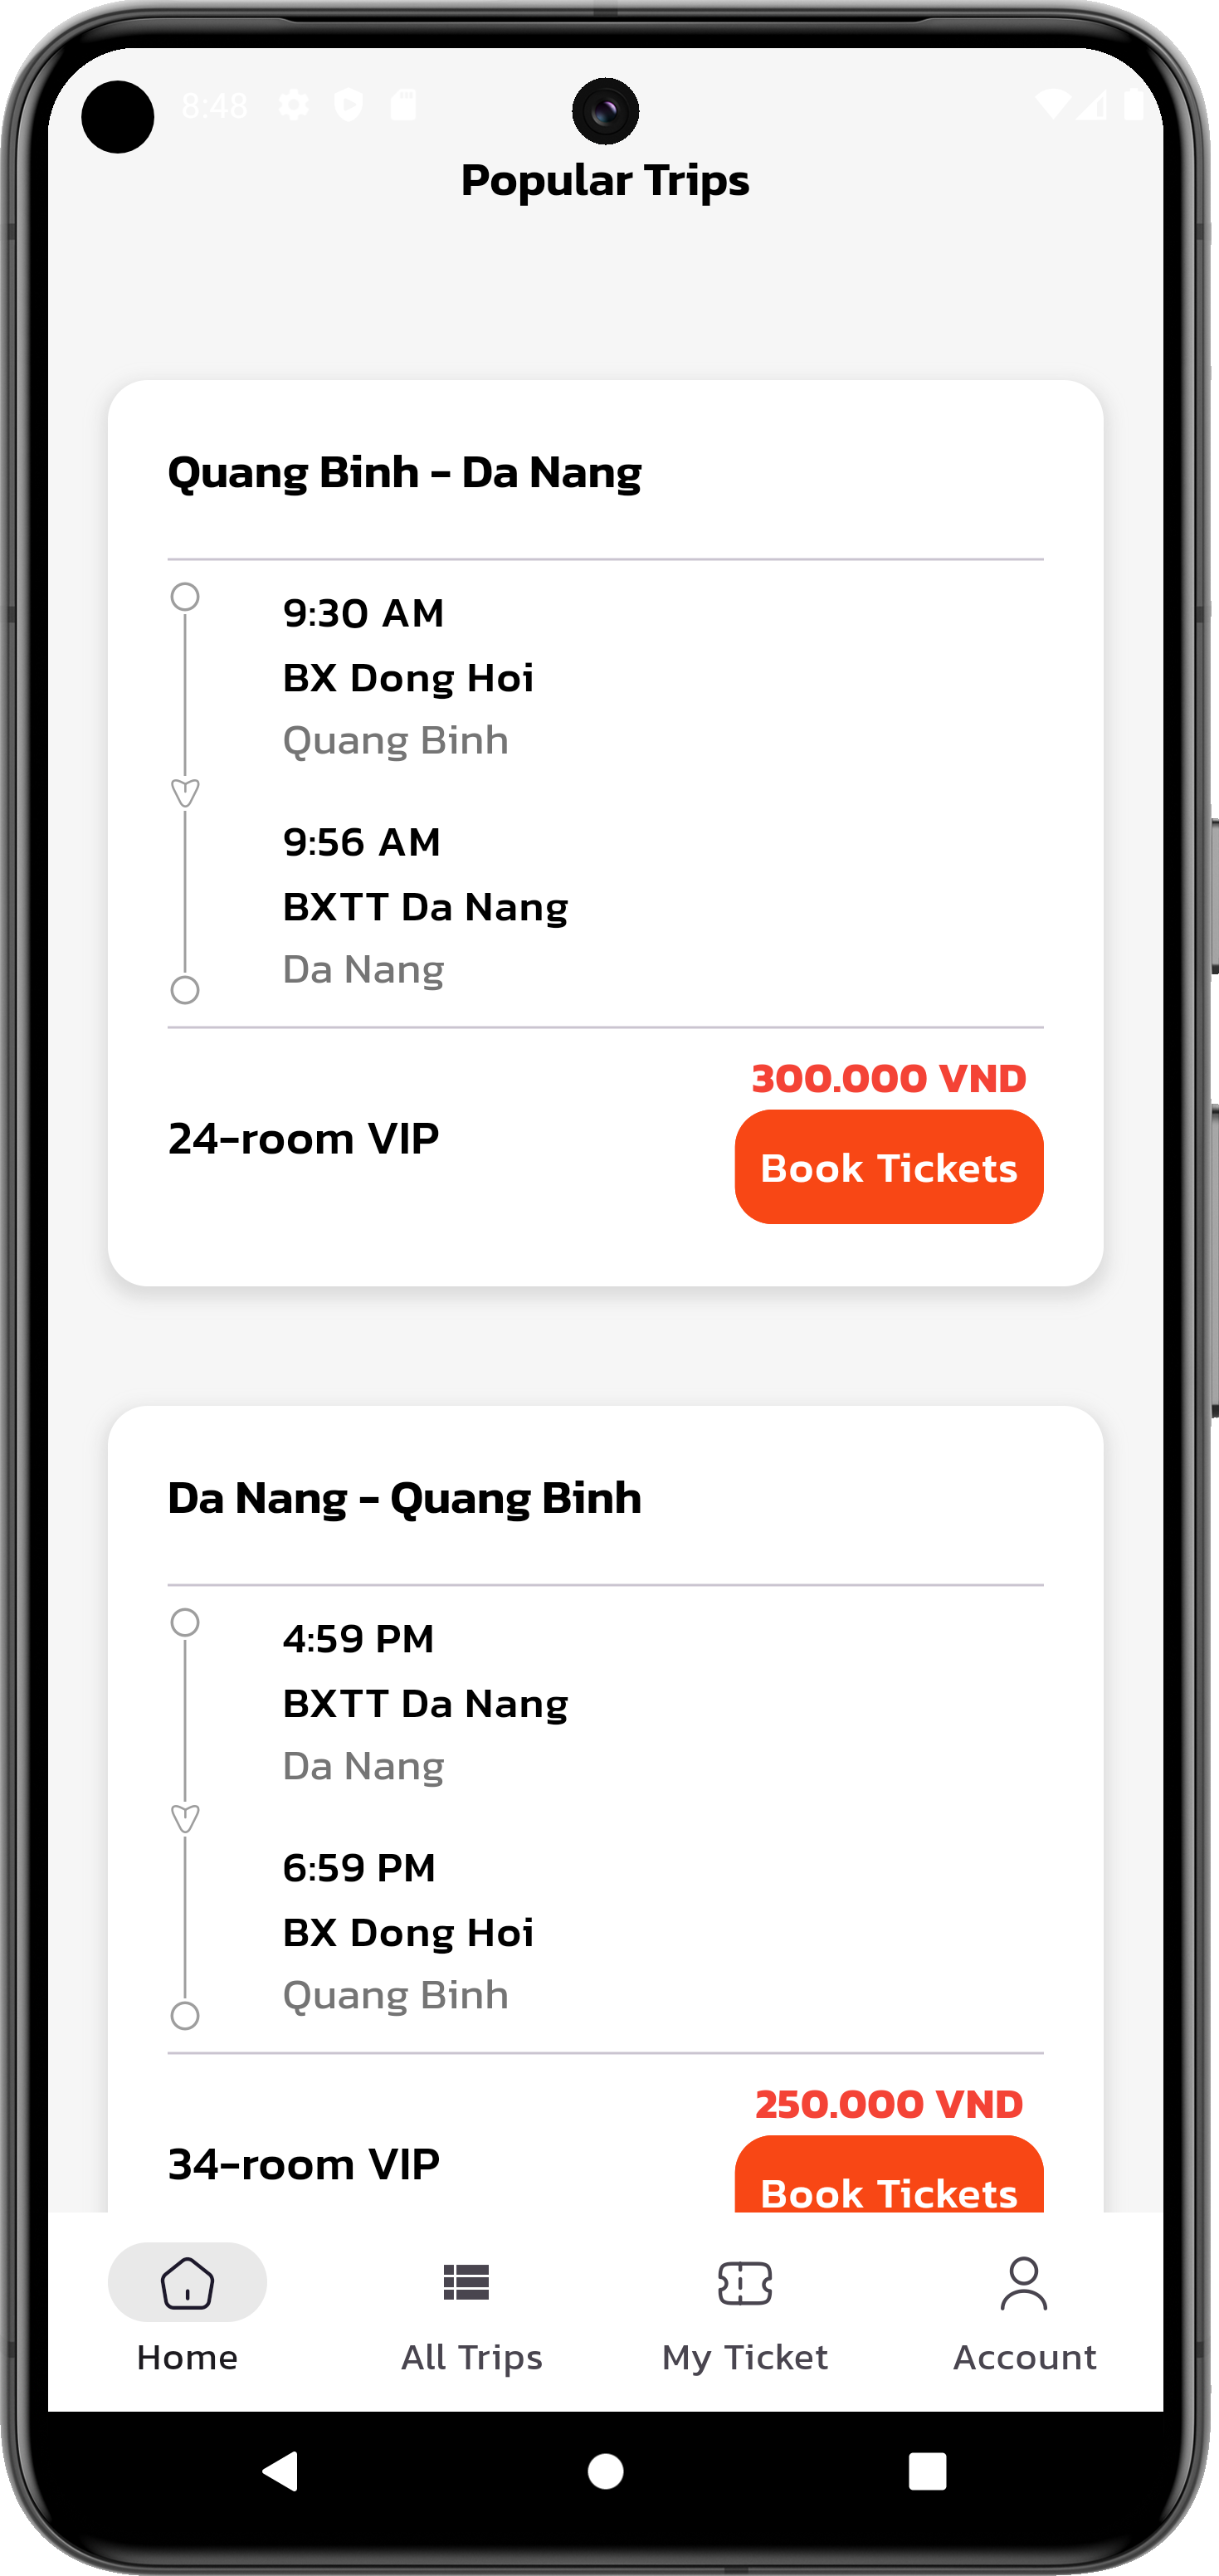 8:48
Popular Trips
Quang Binh - Da Nang
9:30 AM
BX Dong Hoi
Quang Binh
9:56 AM
BXTT Da Nang
Da Nang
300.000 VND
24-room VIP
Book Tickets
Da Nang - Quang Binh
4:59 PM
BXTT Da Nang
Da Nang
6:59 PM
BX Dong Hoi
Quang Binh
250.000 VND
34-room VIP
Book Tickets
Home
All Trips
My Ticket
Account